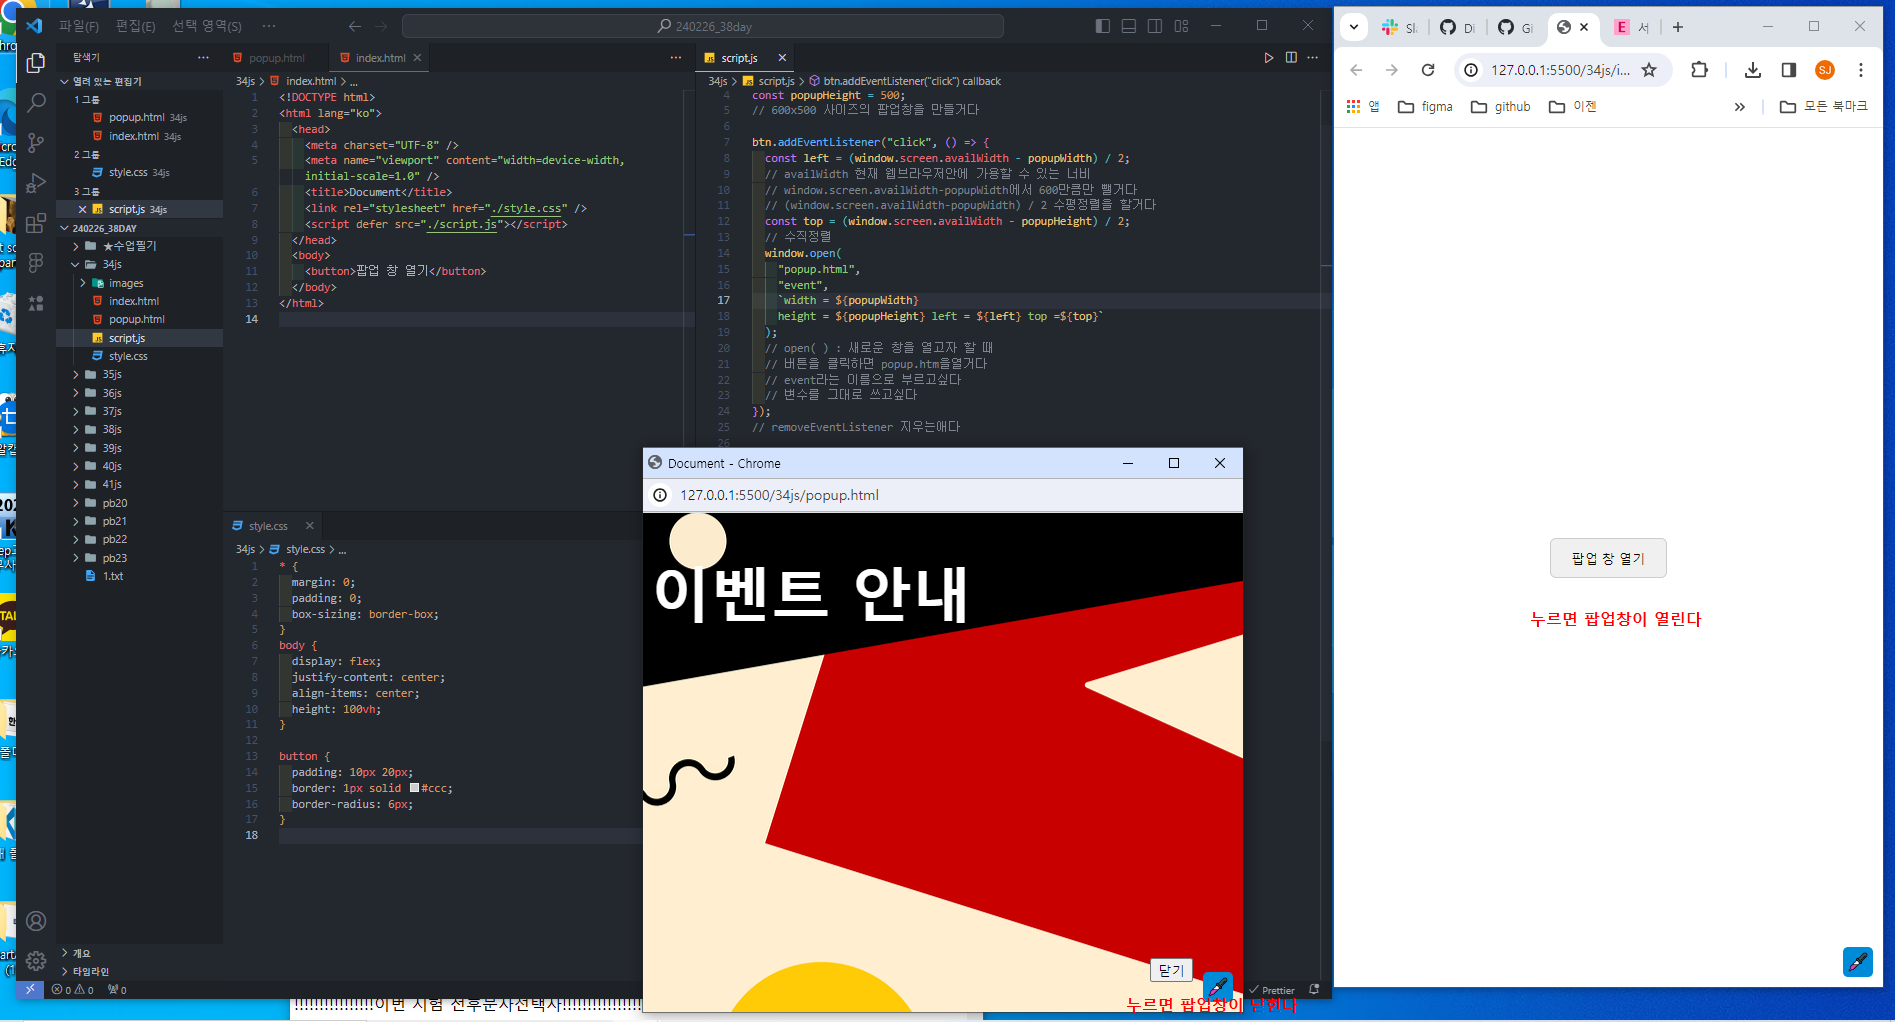 파일(F) 편집(E) 선택 영역(S) ···
240226_38day
탐색기
열려 있는 편집기
1 그룹
popup.html 34js
index.html 34js
2 그룹
style.css 34js
3 그룹
script.js 34js
240226_38DAY
★수업필기
34js
images
index.html
popup.html
script.js
style.css
35js
36js
37js
38js
39js
40js
41js
pb20
pb21
pb22
pb23
1.txt
개요
타임라인
popup.html
index.html
34js > index.html > ...
1 <!DOCTYPE html>
2 <html lang="ko">
3 <head>
4 <meta charset="UTF-8" />
5 <meta name="viewport" content="width=device-width,
initial-scale=1.0" />
6 <title>Document</title>
7 <link rel="stylesheet" href="./style.css" />
8 <script defer src="./script.js"></script>
9 </head>
10 <body>
11 <button>팝업 창 열기</button>
12 </body>
13 </html>
14
style.css
34js > style.css > ...
1 * {
2 margin: 0;
3 padding: 0;
4 box-sizing: border-box;
5 }
6 body {
7 display: flex;
8 justify-content: center;
9 align-items: center;
10 height: 100vh;
11 }
12
13 button {
14 padding: 10px 20px;
15 border: 1px solid #ccc;
16 border-radius: 6px;
17 }
18
script.js
34js > script.js > btn.addEventListener("click") callback
4 const popupHeight = 500;
5 // 600x500 사이즈의 팝업창을 만들거다
6
7 btn.addEventListener("click", () => {
8 const left = (window.screen.availWidth - popupWidth) / 2;
9 // availWidth 현재 웹브라우저안에 가용할 수 있는 너비
10 // window.screen.availWidth-popupWidth에서 600만큼만 뺄거다
11 // (window.screen.availWidth-popupWidth) / 2 수평정렬을 할거다
12 const top = (window.screen.availWidth - popupHeight) / 2;
13 // 수직정렬
14 window.open(
15 "popup.html",
16 "event",
17 `width = ${popupWidth}
18 height = ${popupHeight} left = ${left} top =${top}`
19 );
20 // open( ) : 새로운 창을 열고자 할 때
21 // 버튼을 클릭하면 popup.htm을열거다
22 // event라는 이름으로 부르고싶다
23 // 변수를 그대로 쓰고싶다
24 });
25 // removeEventListener 지우는애다
26
0 0 0
Prettier
Document - Chrome
127.0.0.1:5500/34js/popup.html
이벤트 안내
닫기
누르면 팝업창이 닫힌다
!!!!!!!!!!!!!!!!이번 시험 전후문자선택사!!!!!!!!!!!!!!!!
Sla
Di
Gi
서
127.0.0.1:5500/34js/i...
SJ
앱 figma github 이젠 » 모든 북마크
팝업 창 열기
누르면 팝업창이 열린다